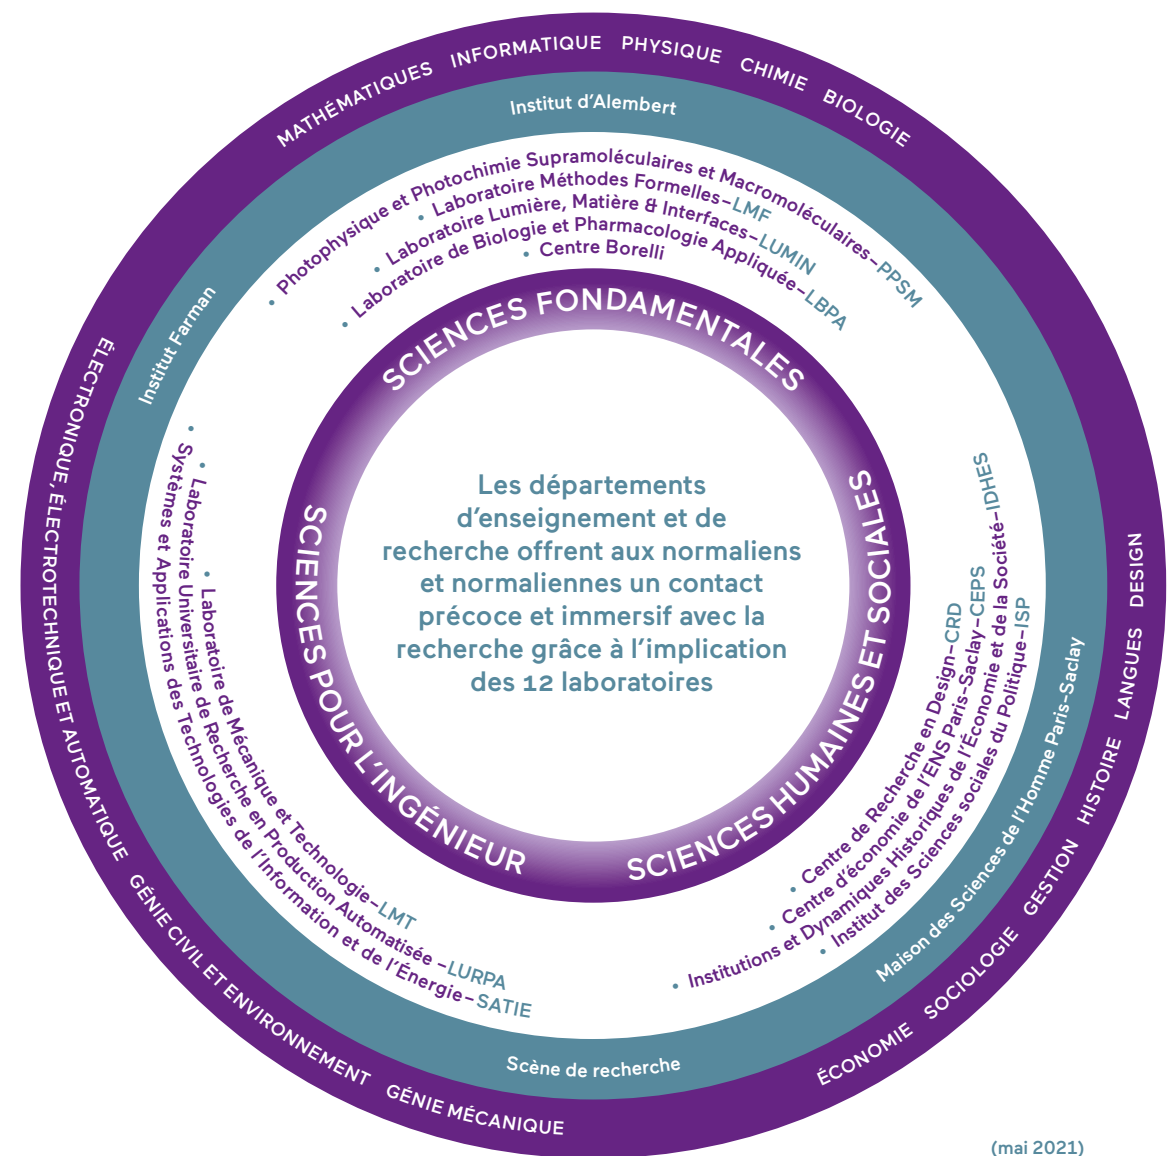 MATHÉMATIQUES INFORMATIQUE PHYSIQUE CHIMIE BIOLOGIE
Institut d'Alembert
• Photophysique et Photochimie Supramoléculaires et Macromoléculaires–PPSM
• Laboratoire Méthodes Formelles–LMF
• Laboratoire Lumière, Matière & Interfaces–LUMIN
• Laboratoire de Biologie et Pharmacologie Appliquée–LBPA
• Centre Borelli
SCIENCES FONDAMENTALES
Institut Farman
ÉLECTRONIQUE, ÉLECTROTECHNIQUE ET AUTOMATIQUE GÉNIE CIVIL ET ENVIRONNEMENT GÉNIE MÉCANIQUE
• Systèmes et Applications des Technologies de l'Information et de l'Énergie–SATIE
• Laboratoire Universitaire de Recherche en Production Automatisée –LURPA
• Laboratoire de Mécanique et Technologie–LMT
SCIENCES POUR L'INGÉNIEUR
Les départements
d'enseignement et de
recherche offrent aux normaliens
et normaliennes un contact
précoce et immersif avec la
recherche grâce à l'implication
des 12 laboratoires
SCIENCES HUMAINES ET SOCIALES
• Centre de Recherche en Design–CRD
• Centre d'économie de l'ENS Paris-Saclay–CEPS
• Institutions et Dynamiques Historiques de l'Économie et de la Société–IDHES
• Institut des Sciences sociales du Politique–ISP
Maison des Sciences de l'Homme Paris-Saclay
ÉCONOMIE SOCIOLOGIE GESTION HISTOIRE LANGUES DESIGN
Scène de recherche
(mai 2021)